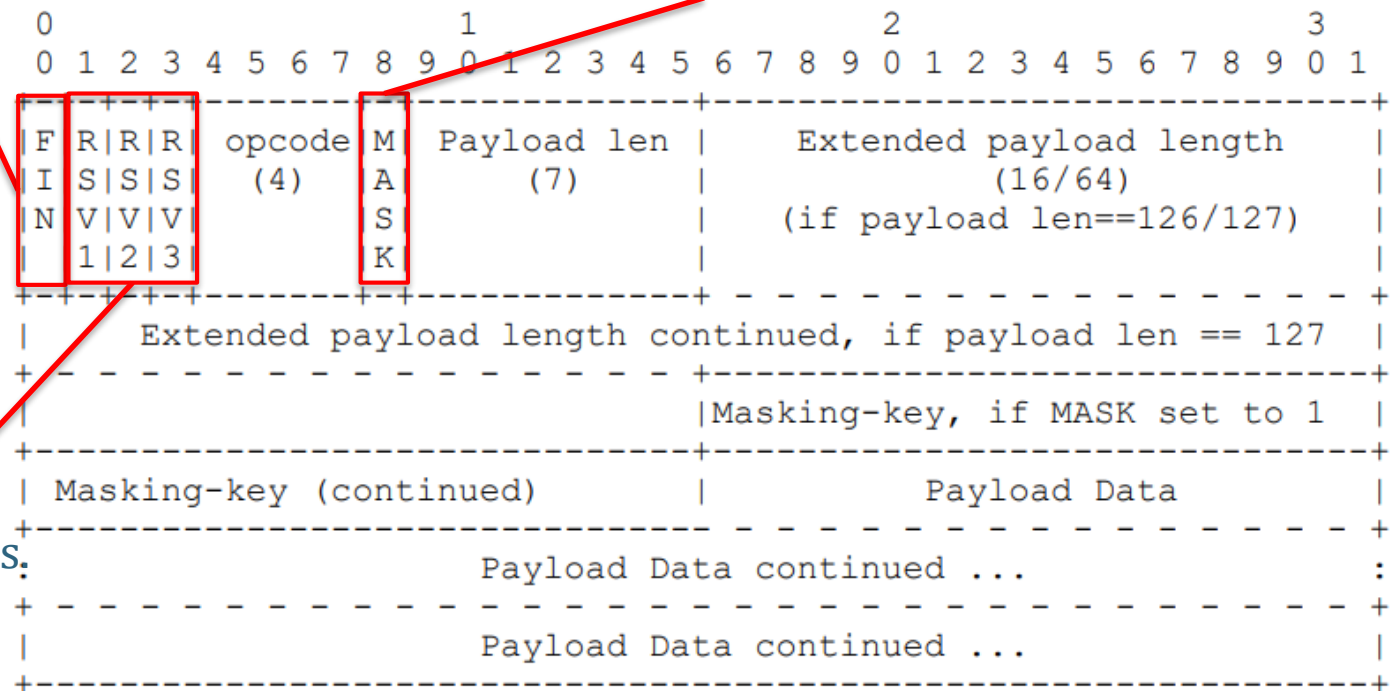 0                   1                   2                   3
 0 1 2 3 4 5 6 7 8 9 0 1 2 3 4 5 6 7 8 9 0 1 2 3 4 5 6 7 8 9 0 1
+-+-+-+-+-------+-+-------------+-------------------------------+
|F|R|R|R| opcode|M| Payload len |    Extended payload length    |
|I|S|S|S|  (4)  |A|     (7)     |             (16/64)           |
|N|V|V|V|       |S|             |   (if payload len==126/127)   |
| |1|2|3|       |K|             |                               |
+-+-+-+-+-------+-+-------------+ - - - - - - - - - - - - - - - +
|     Extended payload length continued, if payload len == 127  |
+ - - - - - - - - - - - - - - - +-------------------------------+
|                               |Masking-key, if MASK set to 1  |
+-------------------------------+-------------------------------+
| Masking-key (continued)       |          Payload Data         |
+-------------------------------- - - - - - - - - - - - - - - - +
s.
:                     Payload Data continued ...                :
+ - - - - - - - - - - - - - - - - - - - - - - - - - - - - - - - +
|                     Payload Data continued ...                |
+---------------------------------------------------------------+